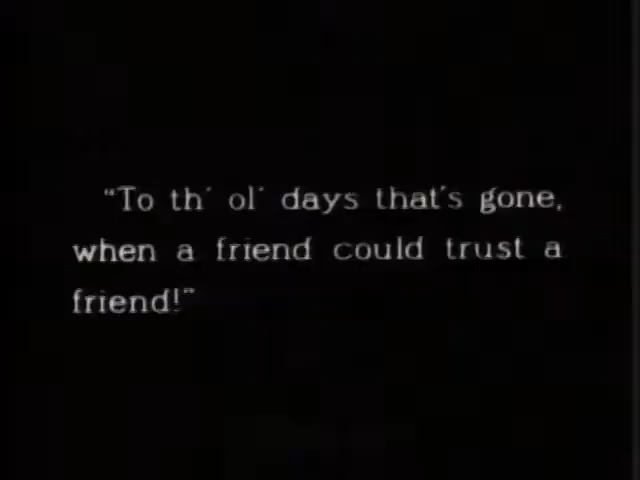 "To th' ol' days that's gone,
when a friend could trust a
friend!"